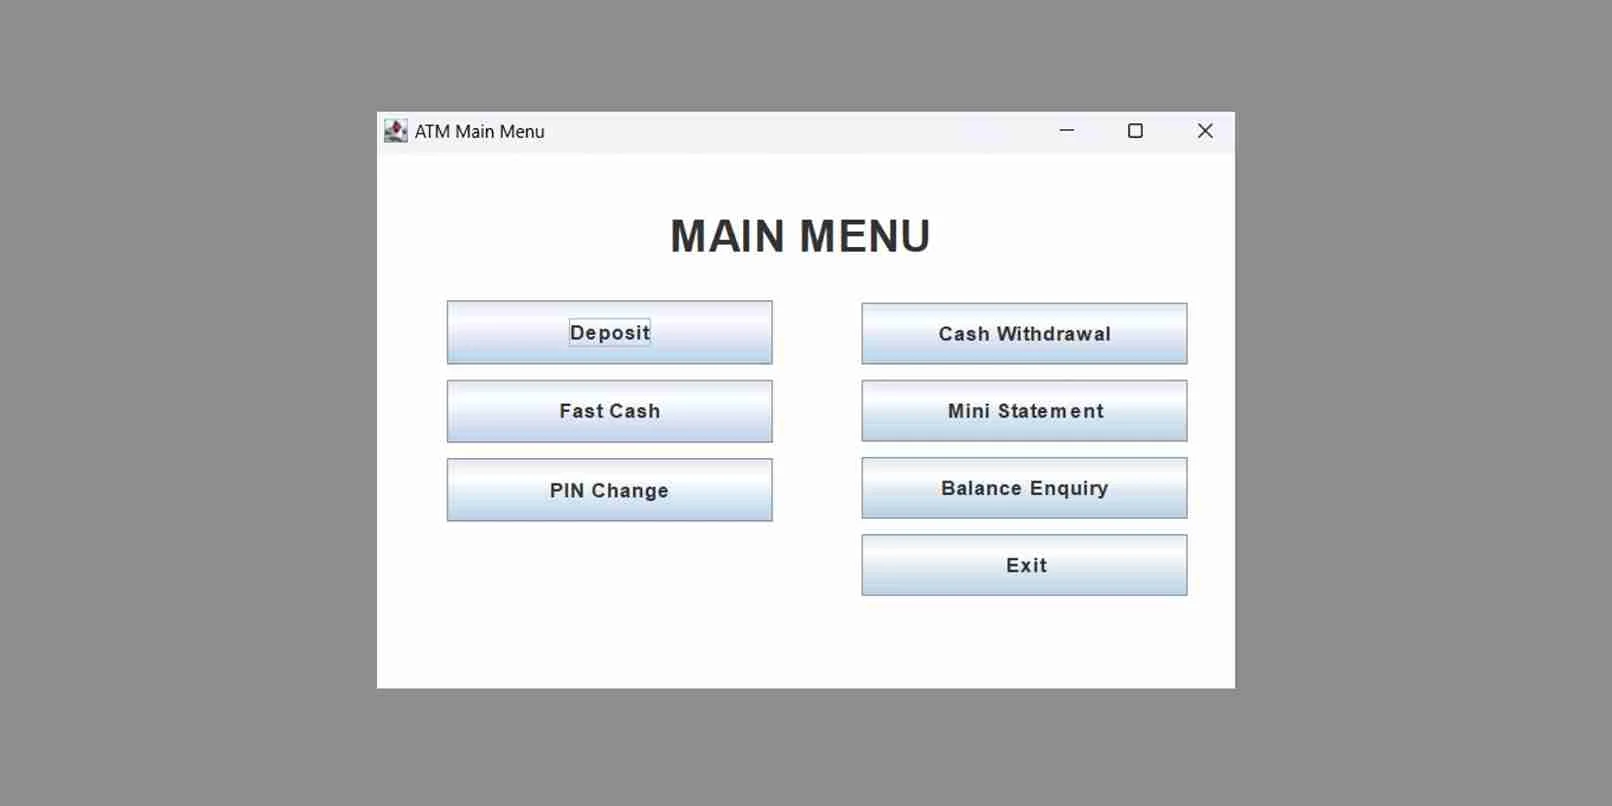 ATM Main Menu
MAIN MENU
Deposit
Cash Withdrawal
Fast Cash
Mini Statement
PIN Change
Balance Enquiry
Exit